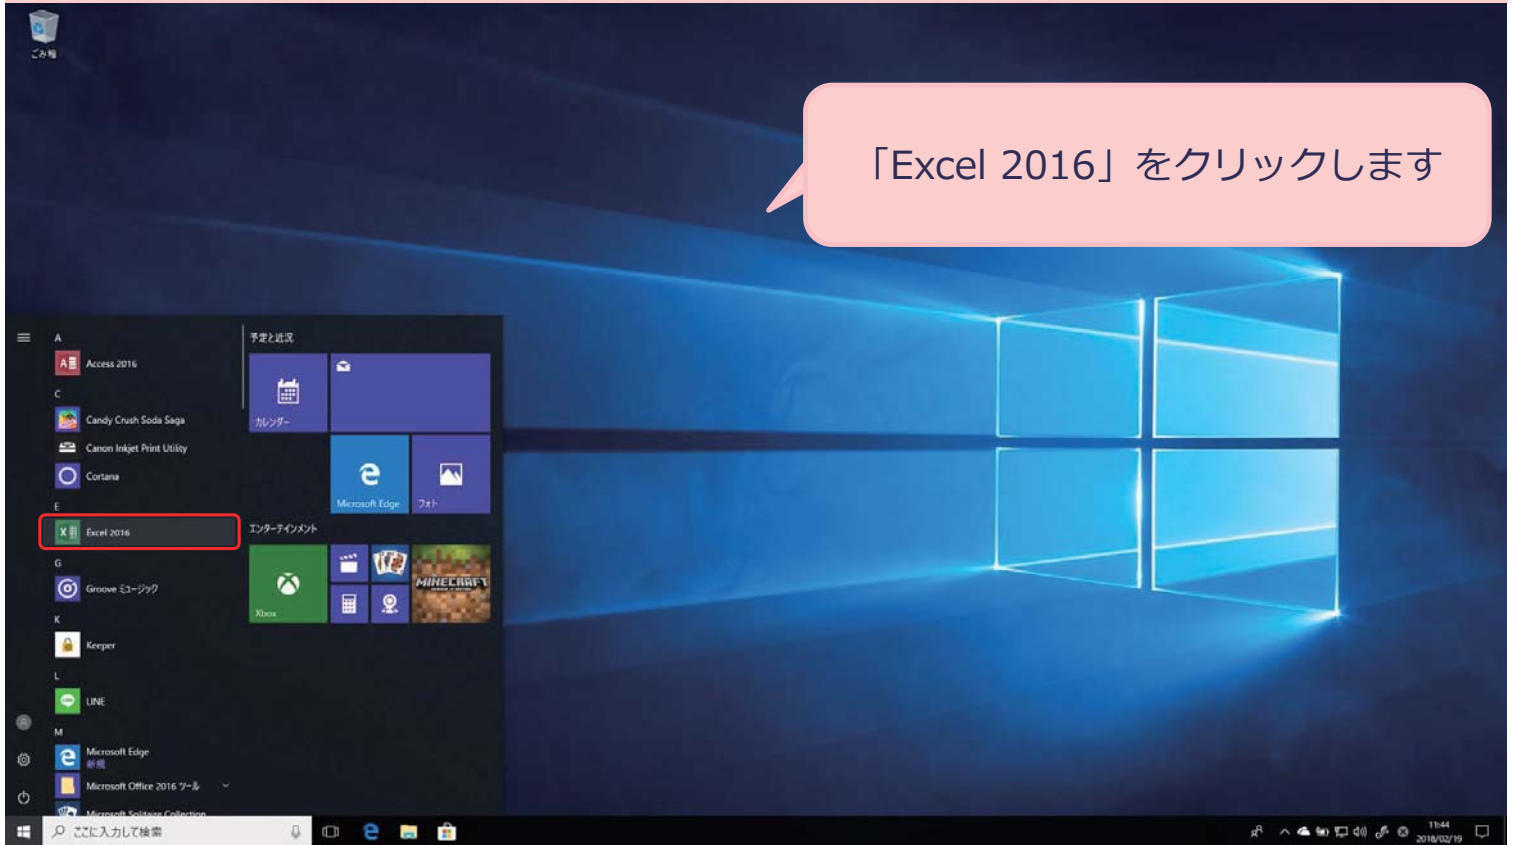 ごみ箱
「Excel 2016」をクリックします
A
Access 2016
C
Candy Crush Soda Saga
Canon Inkjet Print Utility
Cortana
E
Excel 2016
G
Groove ミュージック
K
Keeper
L
LINE
M
Microsoft Edge
新規
Microsoft Office 2016 ツール
Microsoft Solitaire Collection
予定と近況
カレンダー
Microsoft Edge
フォト
エンターテインメント
Xbox
MINECRAFT
ここに入力して検索
11:44
2018/02/19